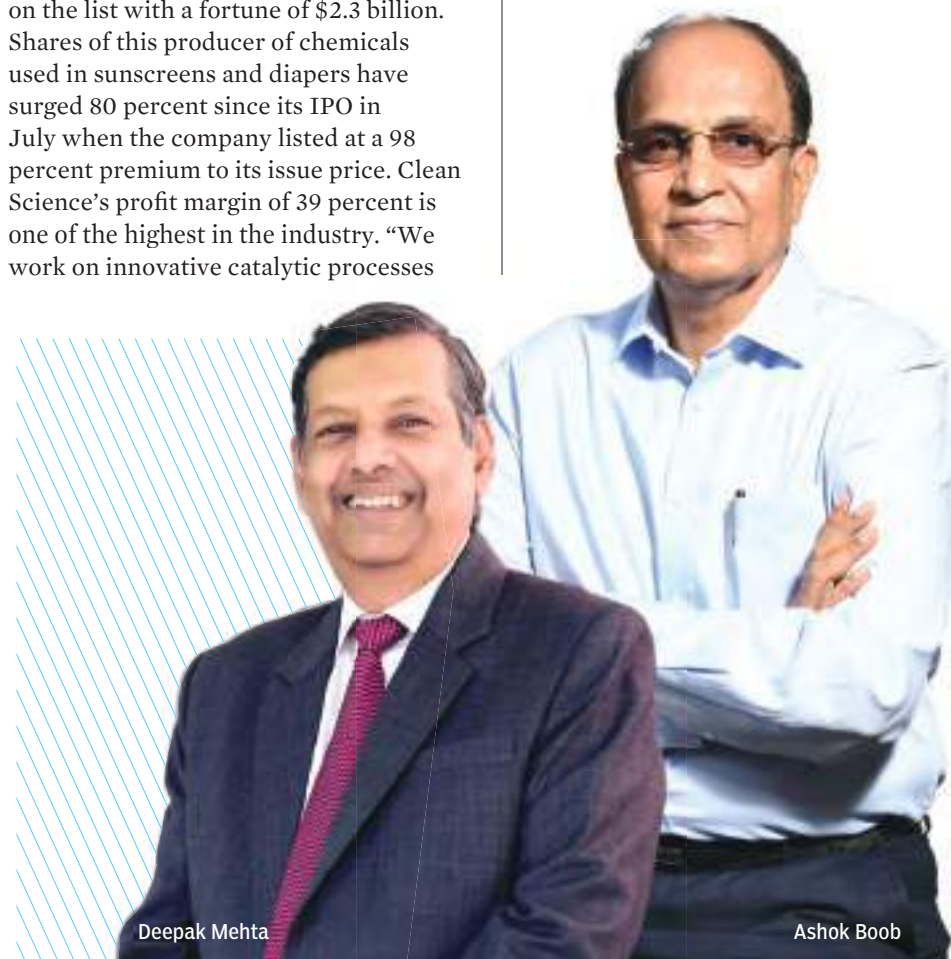 on the list with a fortune of $2.3 billion.
Shares of this producer of chemicals
used in sunscreens and diapers have
surged 80 percent since its IPO in
July when the company listed at a 98
percent premium to its issue price. Clean
Science’s profit margin of 39 percent is
one of the highest in the industry. “We
work on innovative catalytic processes
Deepak Mehta
Ashok Boob